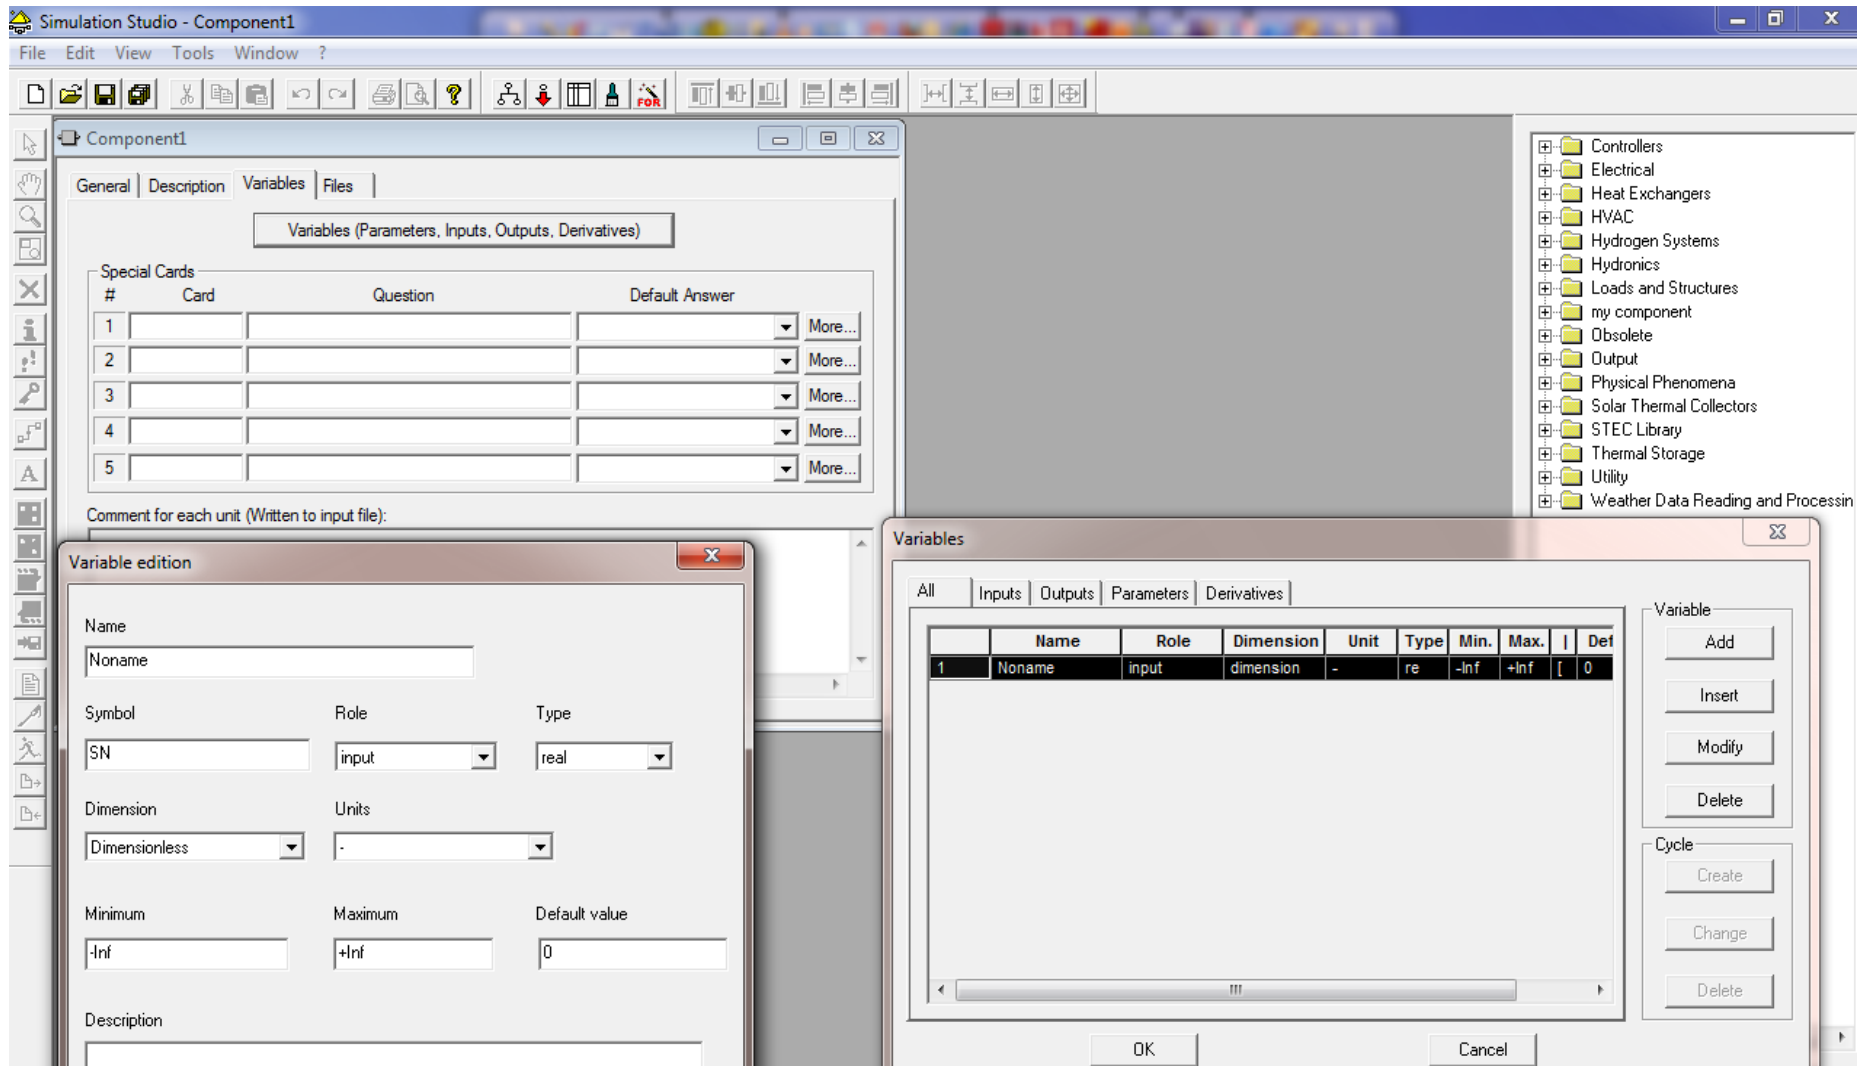 Simulation Studio - Component1
File Edit View Tools Window ?
FOR
Component1
General Description Variables Files
Variables (Parameters, Inputs, Outputs, Derivatives)
Special Cards
# Card Question Default Answer
1 More...
2 More...
3 More...
4 More...
5 More...
Comment for each unit (Written to input file):
Controllers
Electrical
Heat Exchangers
HVAC
Hydrogen Systems
Hydronics
Loads and Structures
my component
Obsolete
Output
Physical Phenomena
Solar Thermal Collectors
STEC Library
Thermal Storage
Utility
Weather Data Reading and Processin
Variable edition
Name
Noname
Symbol Role Type
SN input real
Dimension Units
Dimensionless -
Minimum Maximum Default value
-Inf +Inf 0
Description
Variables
All Inputs Outputs Parameters Derivatives
Name Role Dimension Unit Type Min. Max. | Def
1 Noname input dimension - re -Inf +Inf [ 0
Variable
Add
Insert
Modify
Delete
Cycle
Create
Change
Delete
OK Cancel